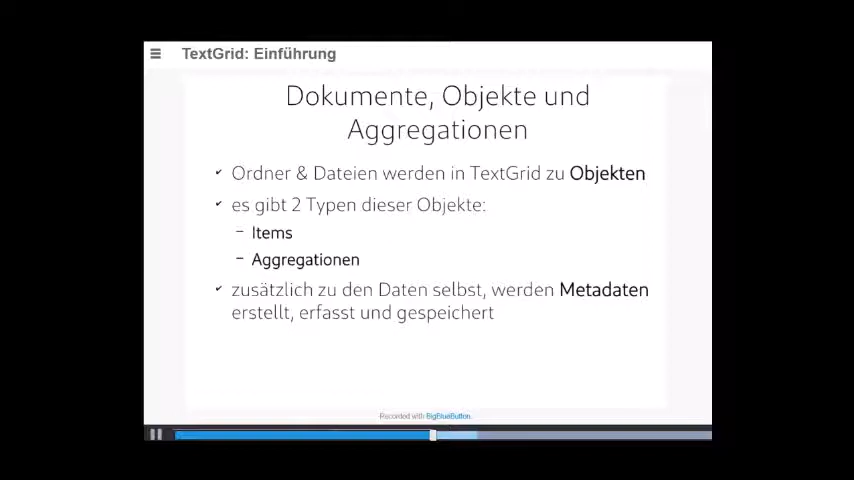 TextGrid: Einführung
Dokumente, Objekte und
Aggregationen
Ordner & Dateien werden in TextGrid zu Objekten
es gibt 2 Typen dieser Objekte:
– Items
– Aggregationen
zusätzlich zu den Daten selbst, werden Metadaten
erstellt, erfasst und gespeichert
Recorded with BigBlueButton.